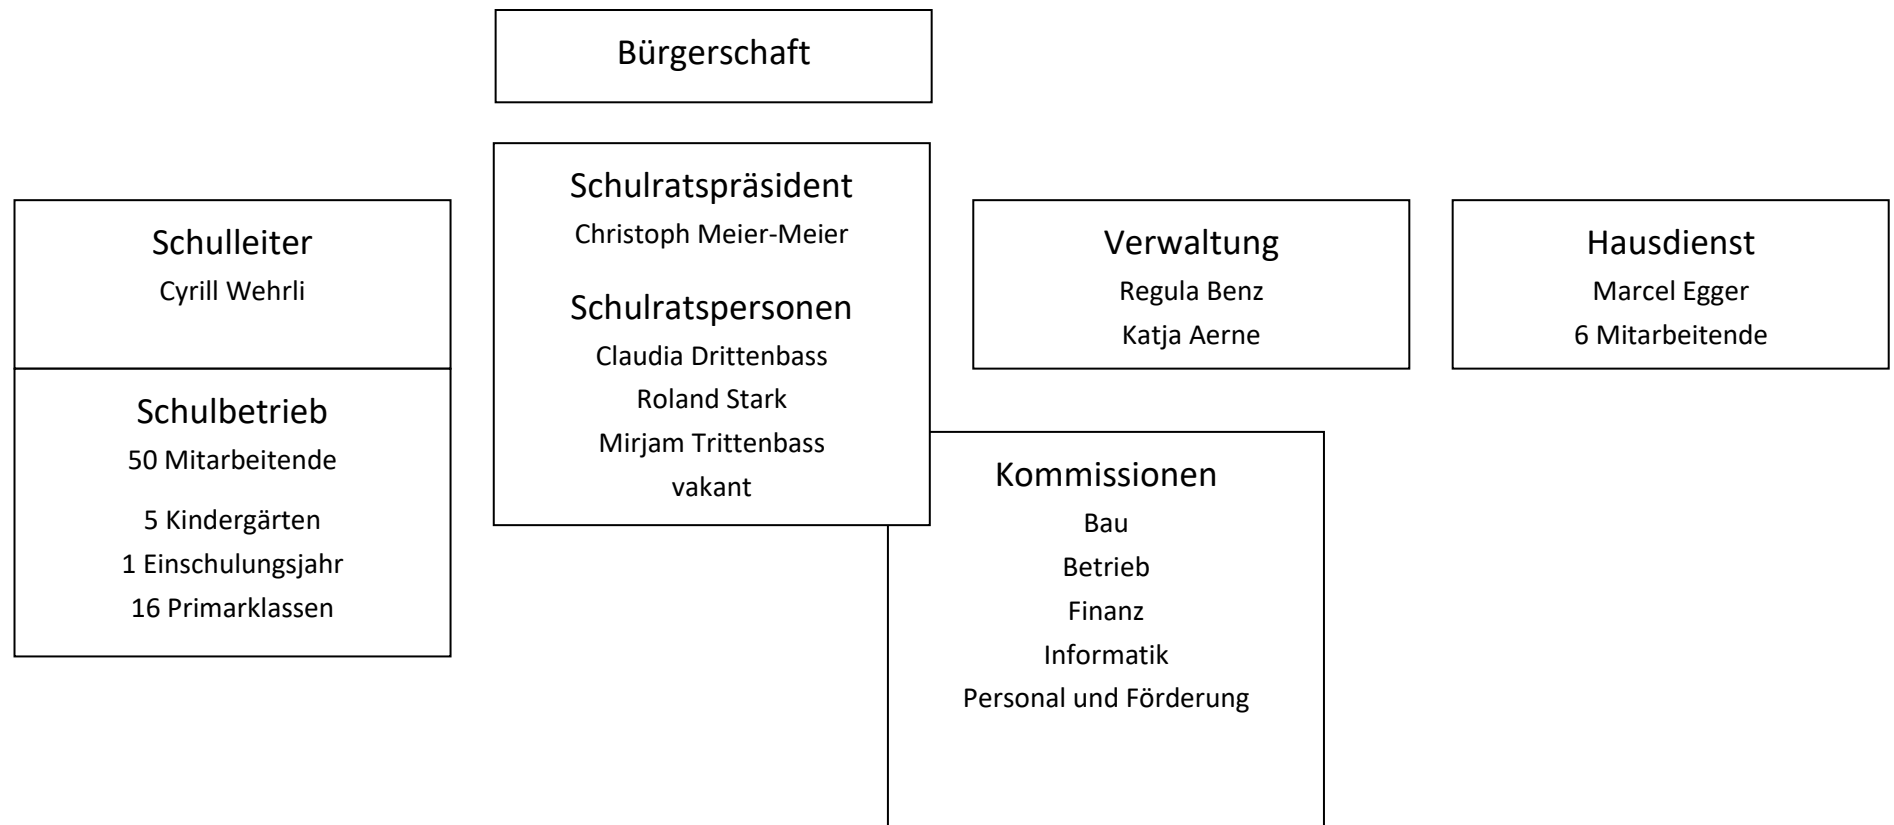 Bürgerschaft
Schulratspräsident
Christoph Meier-Meier
Schulratspersonen
Claudia Drittenbass
Roland Stark
Mirjam Trittenbass
vakant
Schulleiter
Cyrill Wehrli
Schulbetrieb
50 Mitarbeitende
5 Kindergärten
1 Einschulungsjahr
16 Primarklassen
Verwaltung
Regula Benz
Katja Aerne
Hausdienst
Marcel Egger
6 Mitarbeitende
Kommissionen
Bau
Betrieb
Finanz
Informatik
Personal und Förderung